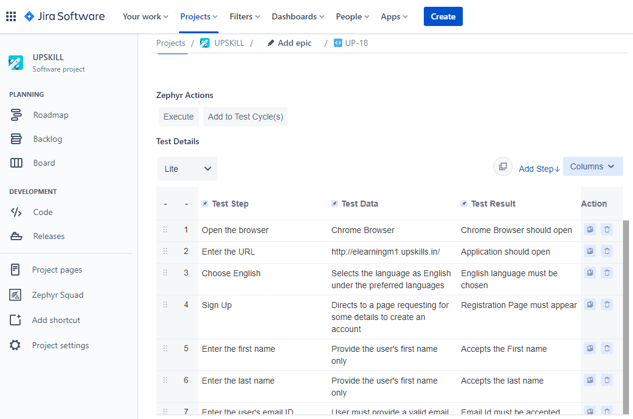 Jira Software Your work Projects Filters Dashboards People Apps Create
UPSKILL
Software project
PLANNING
Roadmap
Backlog
Board
DEVELOPMENT
Code
Releases
Project pages
Zephyr Squad
Add shortcut
Project settings
Projects / UPSKILL / Add epic / UP-18
Zephyr Actions
Execute Add to Test Cycle(s)
Test Details
Lite Add Step↓ Columns
- - Test Step Test Data Test Result Action
1 Open the browser Chrome Browser Chrome Browser should open
2 Enter the URL http://elearningm1.upskills.in/ Application should open
3 Choose English Selects the language as English English language must be
under the preferred languages chosen
4 Sign Up Directs to a page requesting for Registration Page must appear
some details to create an
account
5 Enter the first name Provide the user's first name Accepts the First name
only
6 Enter the last name Provide the user's first name Accepts the last name
only
7 Enter the user's email ID User must provide a valid email Email Id must be accepted